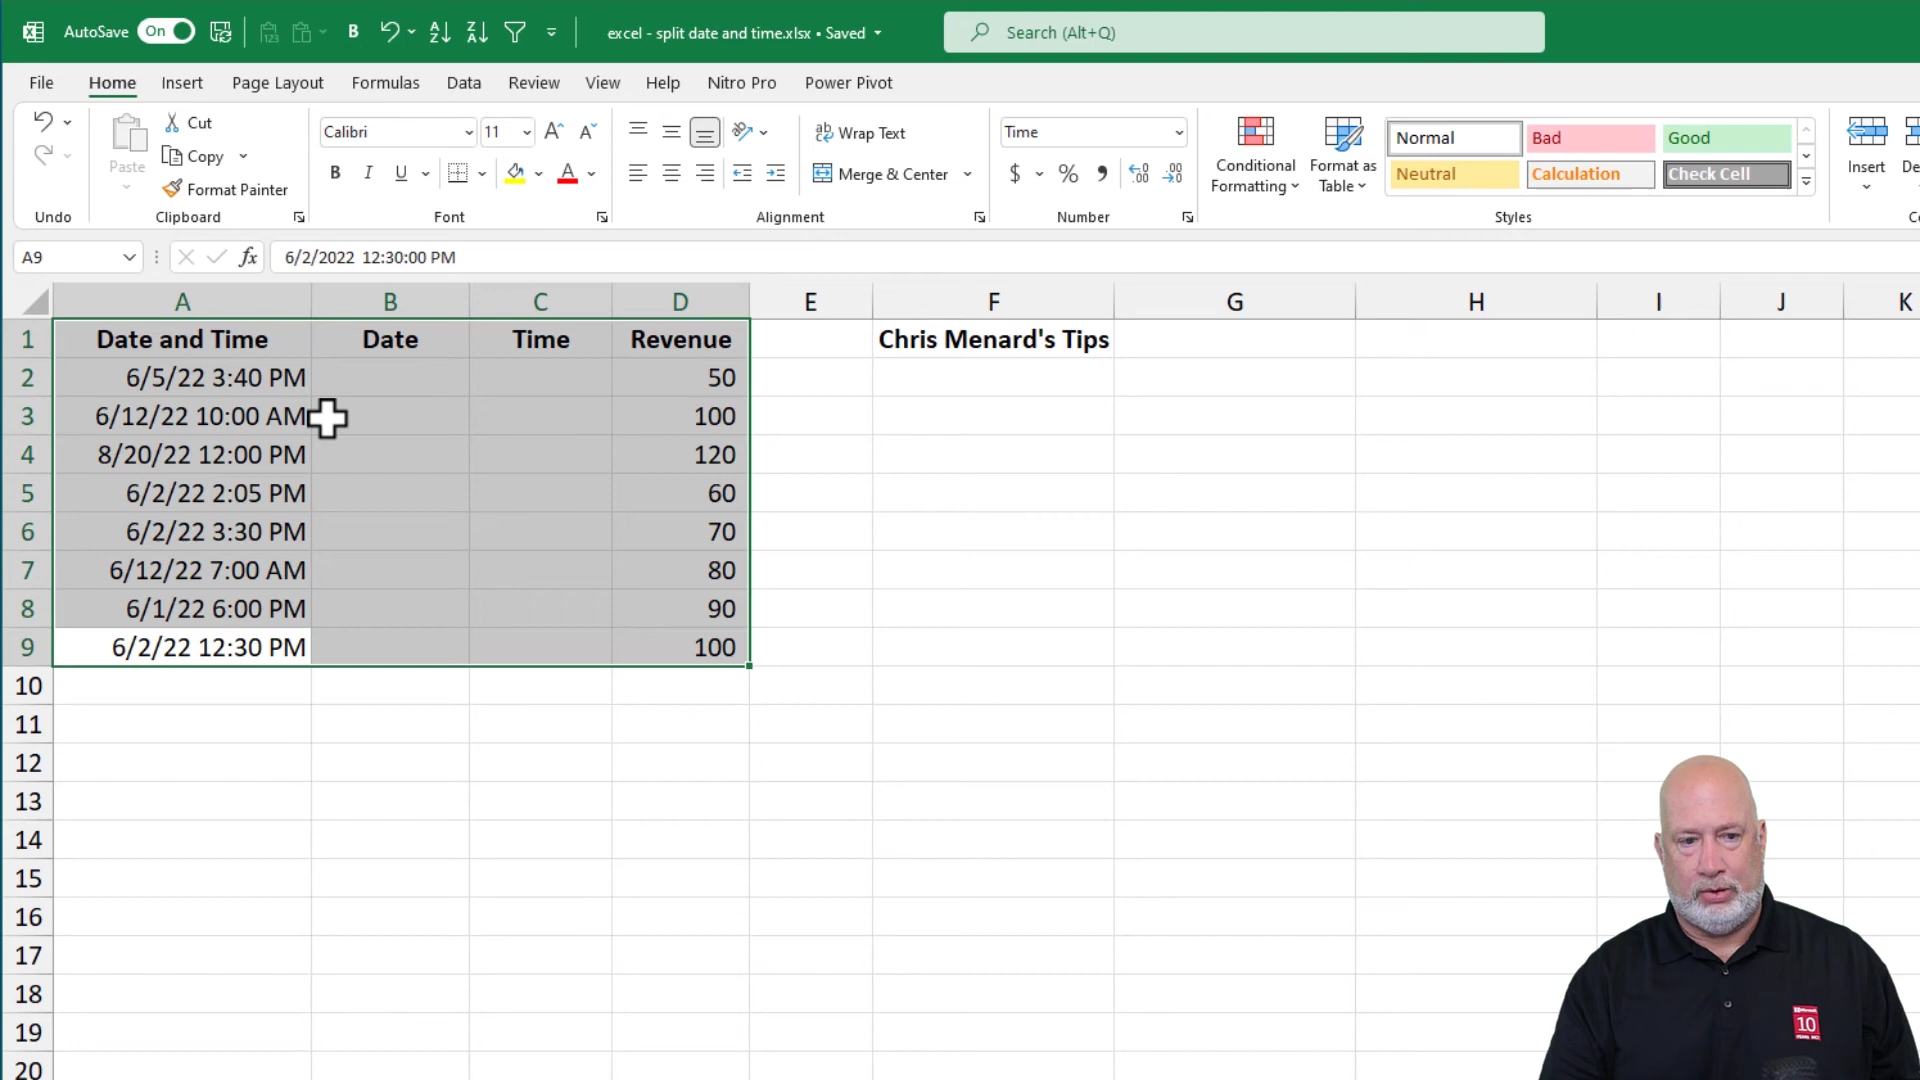 AutoSave On B excel - split date and time.xlsx • Saved Search (Alt+Q)
File Home Insert Page Layout Formulas Data Review View Help Nitro Pro Power Pivot
Paste Cut Copy Format Painter
Calibri 11 A A
B I U A
ab Wrap Text
Merge & Center
Time
$ % , .00 .00
Conditional Formatting
Format as Table
Normal Bad Good
Neutral Calculation Check Cell
Insert
Undo Clipboard Font Alignment Number Styles
A9 fx 6/2/2022 12:30:00 PM
A B C D E F G H I J K
1 Date and Time Date Time Revenue Chris Menard's Tips
2 6/5/22 3:40 PM 50
3 6/12/22 10:00 AM 100
4 8/20/22 12:00 PM 120
5 6/2/22 2:05 PM 60
6 6/2/22 3:30 PM 70
7 6/12/22 7:00 AM 80
8 6/1/22 6:00 PM 90
9 6/2/22 12:30 PM 100
10
11
12
13
14
15
16
17
18
19
20
10